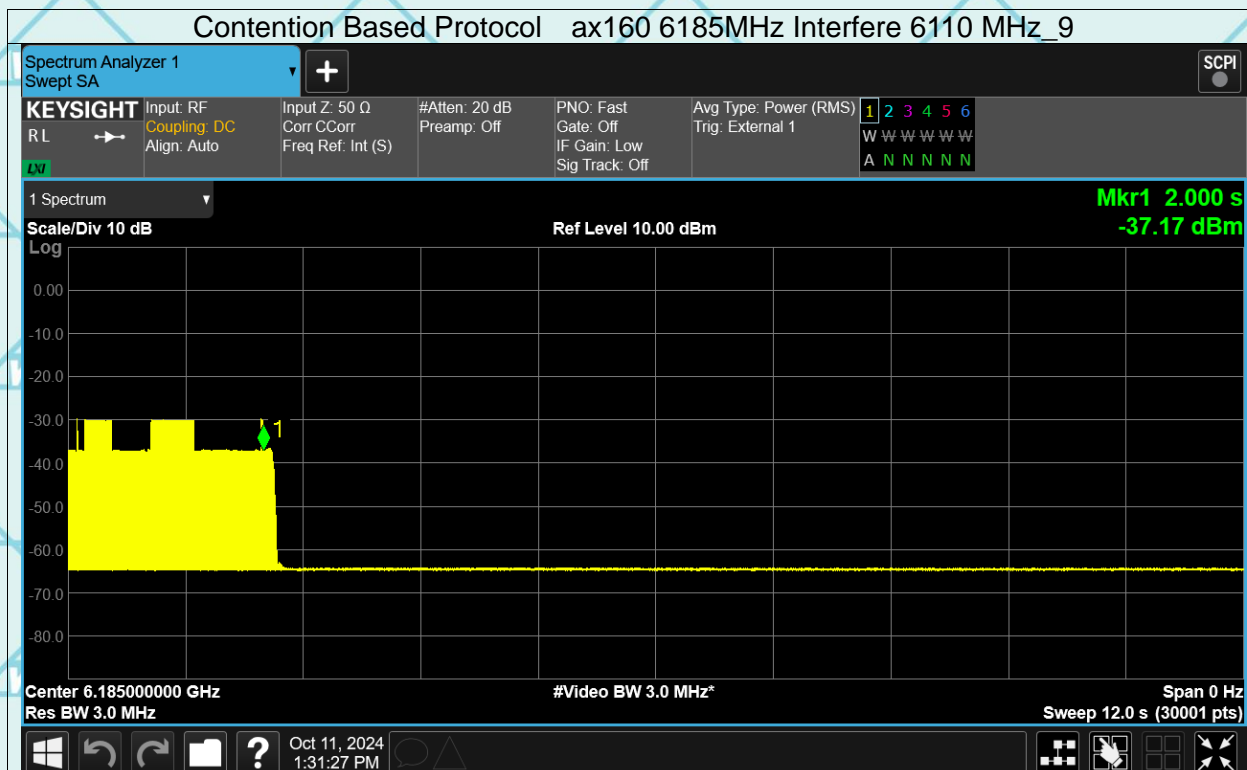 Contention Based Protocol ax160 6185MHz Interfere 6110 MHz_9
Spectrum Analyzer 1
Swept SA
▼
+
SCPI
KEYSIGHT
RL
LXI
Input: RF
Coupling: DC
Align: Auto
Input Z: 50 Ω
Corr CCorr
Freq Ref: Int (S)
#Atten: 20 dB
Preamp: Off
PNO: Fast
Gate: Off
IF Gain: Low
Sig Track: Off
Avg Type: Power (RMS)
Trig: External 1
1 2 3 4 5 6
W W W W W W
A N N N N N
1 Spectrum ▼
Mkr1 2.000 s
-37.17 dBm
Scale/Div 10 dB
Ref Level 10.00 dBm
Log
0.00
-10.0
-20.0
-30.0
1
-40.0
-50.0
-60.0
-70.0
-80.0
Center 6.185000000 GHz
#Video BW 3.0 MHz*
Span 0 Hz
Res BW 3.0 MHz
Sweep 12.0 s (30001 pts)
?
Oct 11, 2024
1:31:27 PM